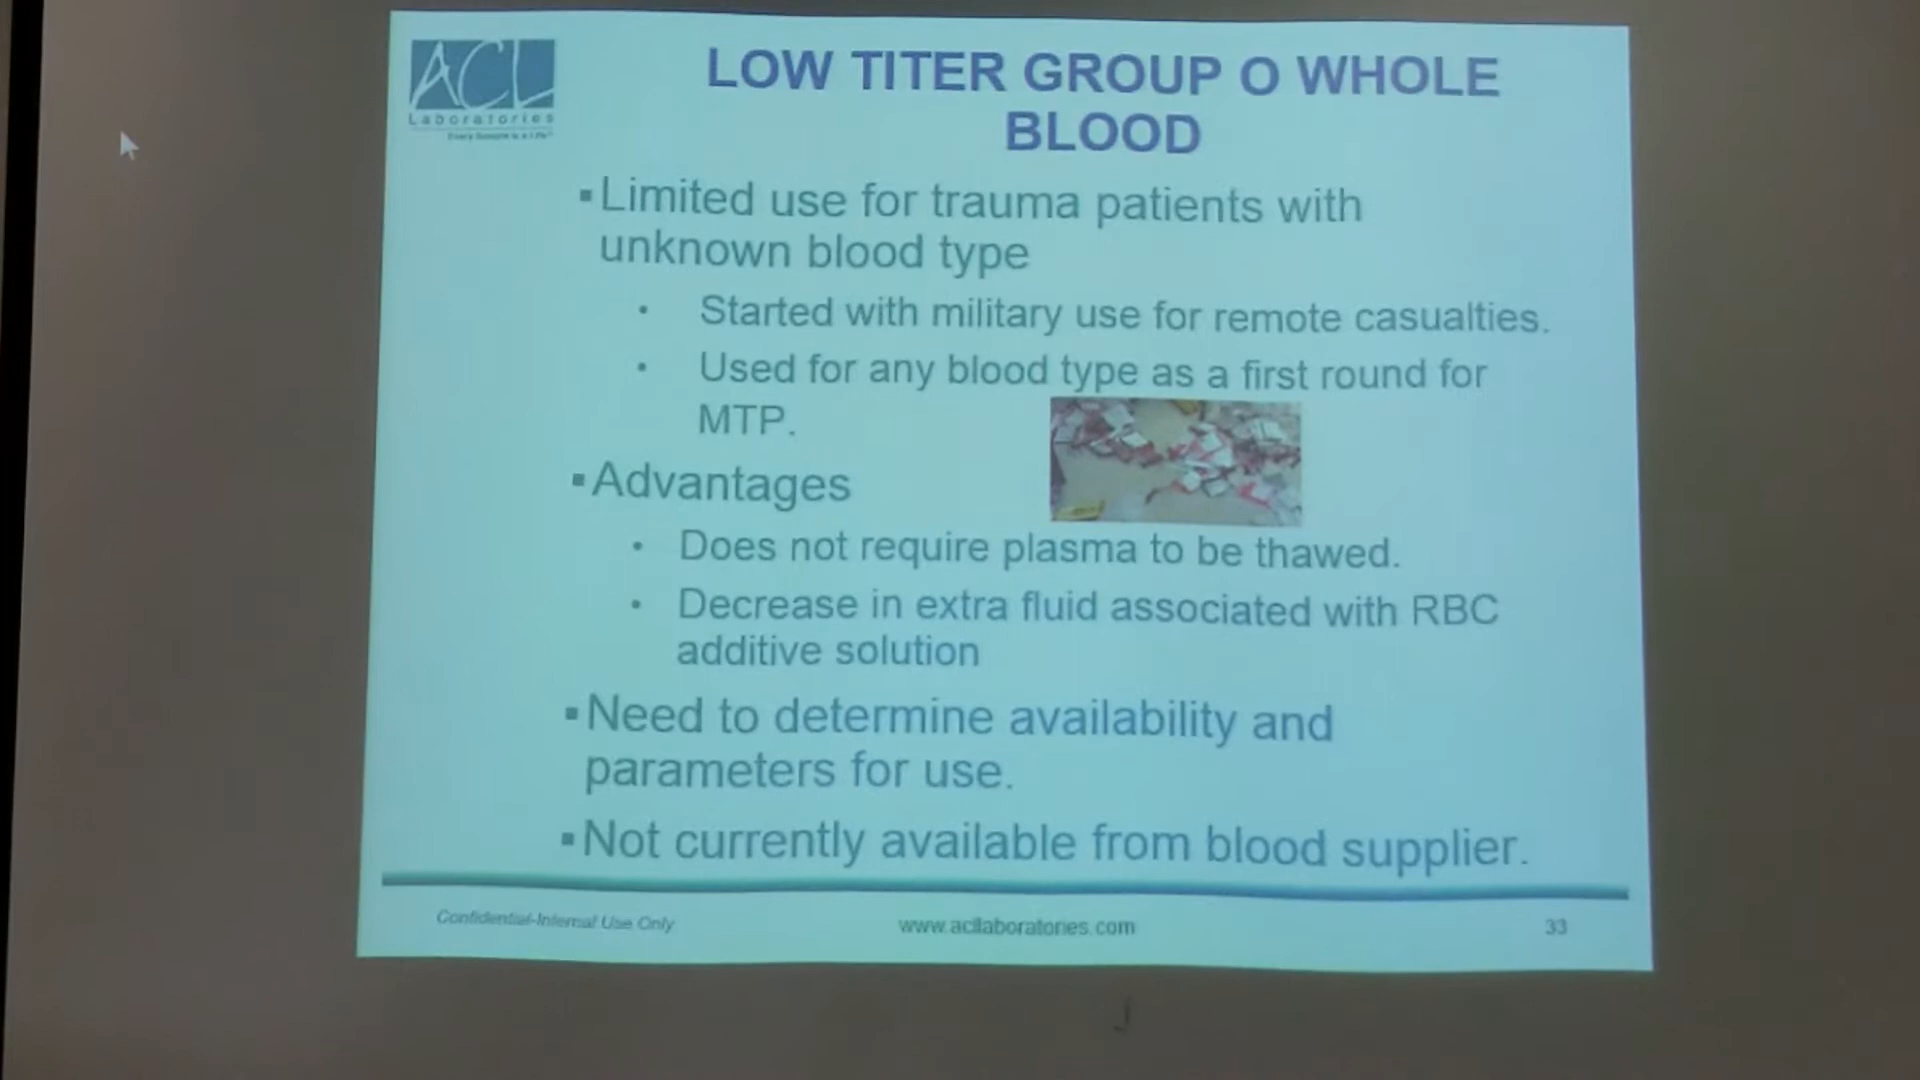 ACL
Laboratories
LOW TITER GROUP O WHOLE
BLOOD
▪Limited use for trauma patients with
unknown blood type
• Started with military use for remote casualties.
• Used for any blood type as a first round for
MTP.
▪Advantages
• Does not require plasma to be thawed.
• Decrease in extra fluid associated with RBC
additive solution
▪Need to determine availability and
parameters for use.
▪Not currently available from blood supplier.
Confidential-Internal Use Only
www.acllaboratories.com
33